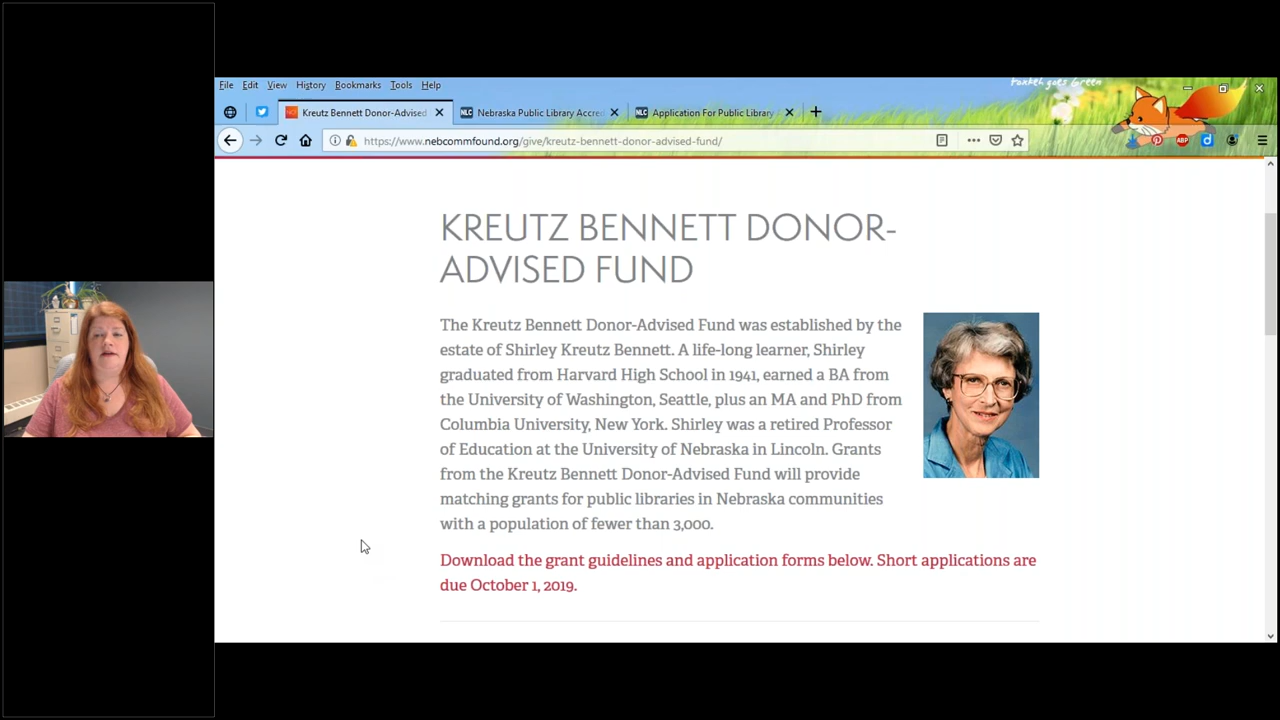 Foxkeh goes Green
File Edit View History Bookmarks Tools Help
Kreutz Bennett Donor-Advised
NLC Nebraska Public Library Accre
NLC Application For Public Library
https://www.nebcommfound.org/give/kreutz-bennett-donor-advised-fund/
ABP
KREUTZ BENNETT DONOR-
ADVISED FUND
The Kreutz Bennett Donor-Advised Fund was established by the
estate of Shirley Kreutz Bennett. A life-long learner, Shirley
graduated from Harvard High School in 1941, earned a BA from
the University of Washington, Seattle, plus an MA and PhD from
Columbia University, New York. Shirley was a retired Professor
of Education at the University of Nebraska in Lincoln. Grants
from the Kreutz Bennett Donor-Advised Fund will provide
matching grants for public libraries in Nebraska communities
with a population of fewer than 3,000.
Download the grant guidelines and application forms below. Short applications are
due October 1, 2019.